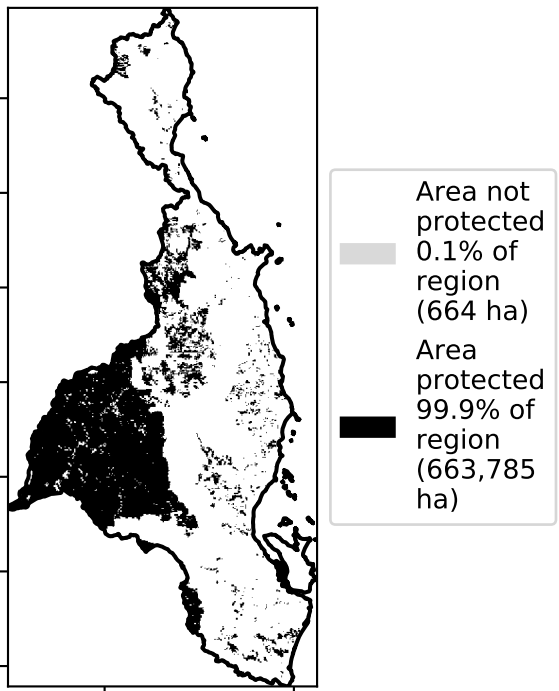 Area not
protected
0.1% of
region
(664 ha)
Area
protected
99.9% of
region
(663,785
ha)